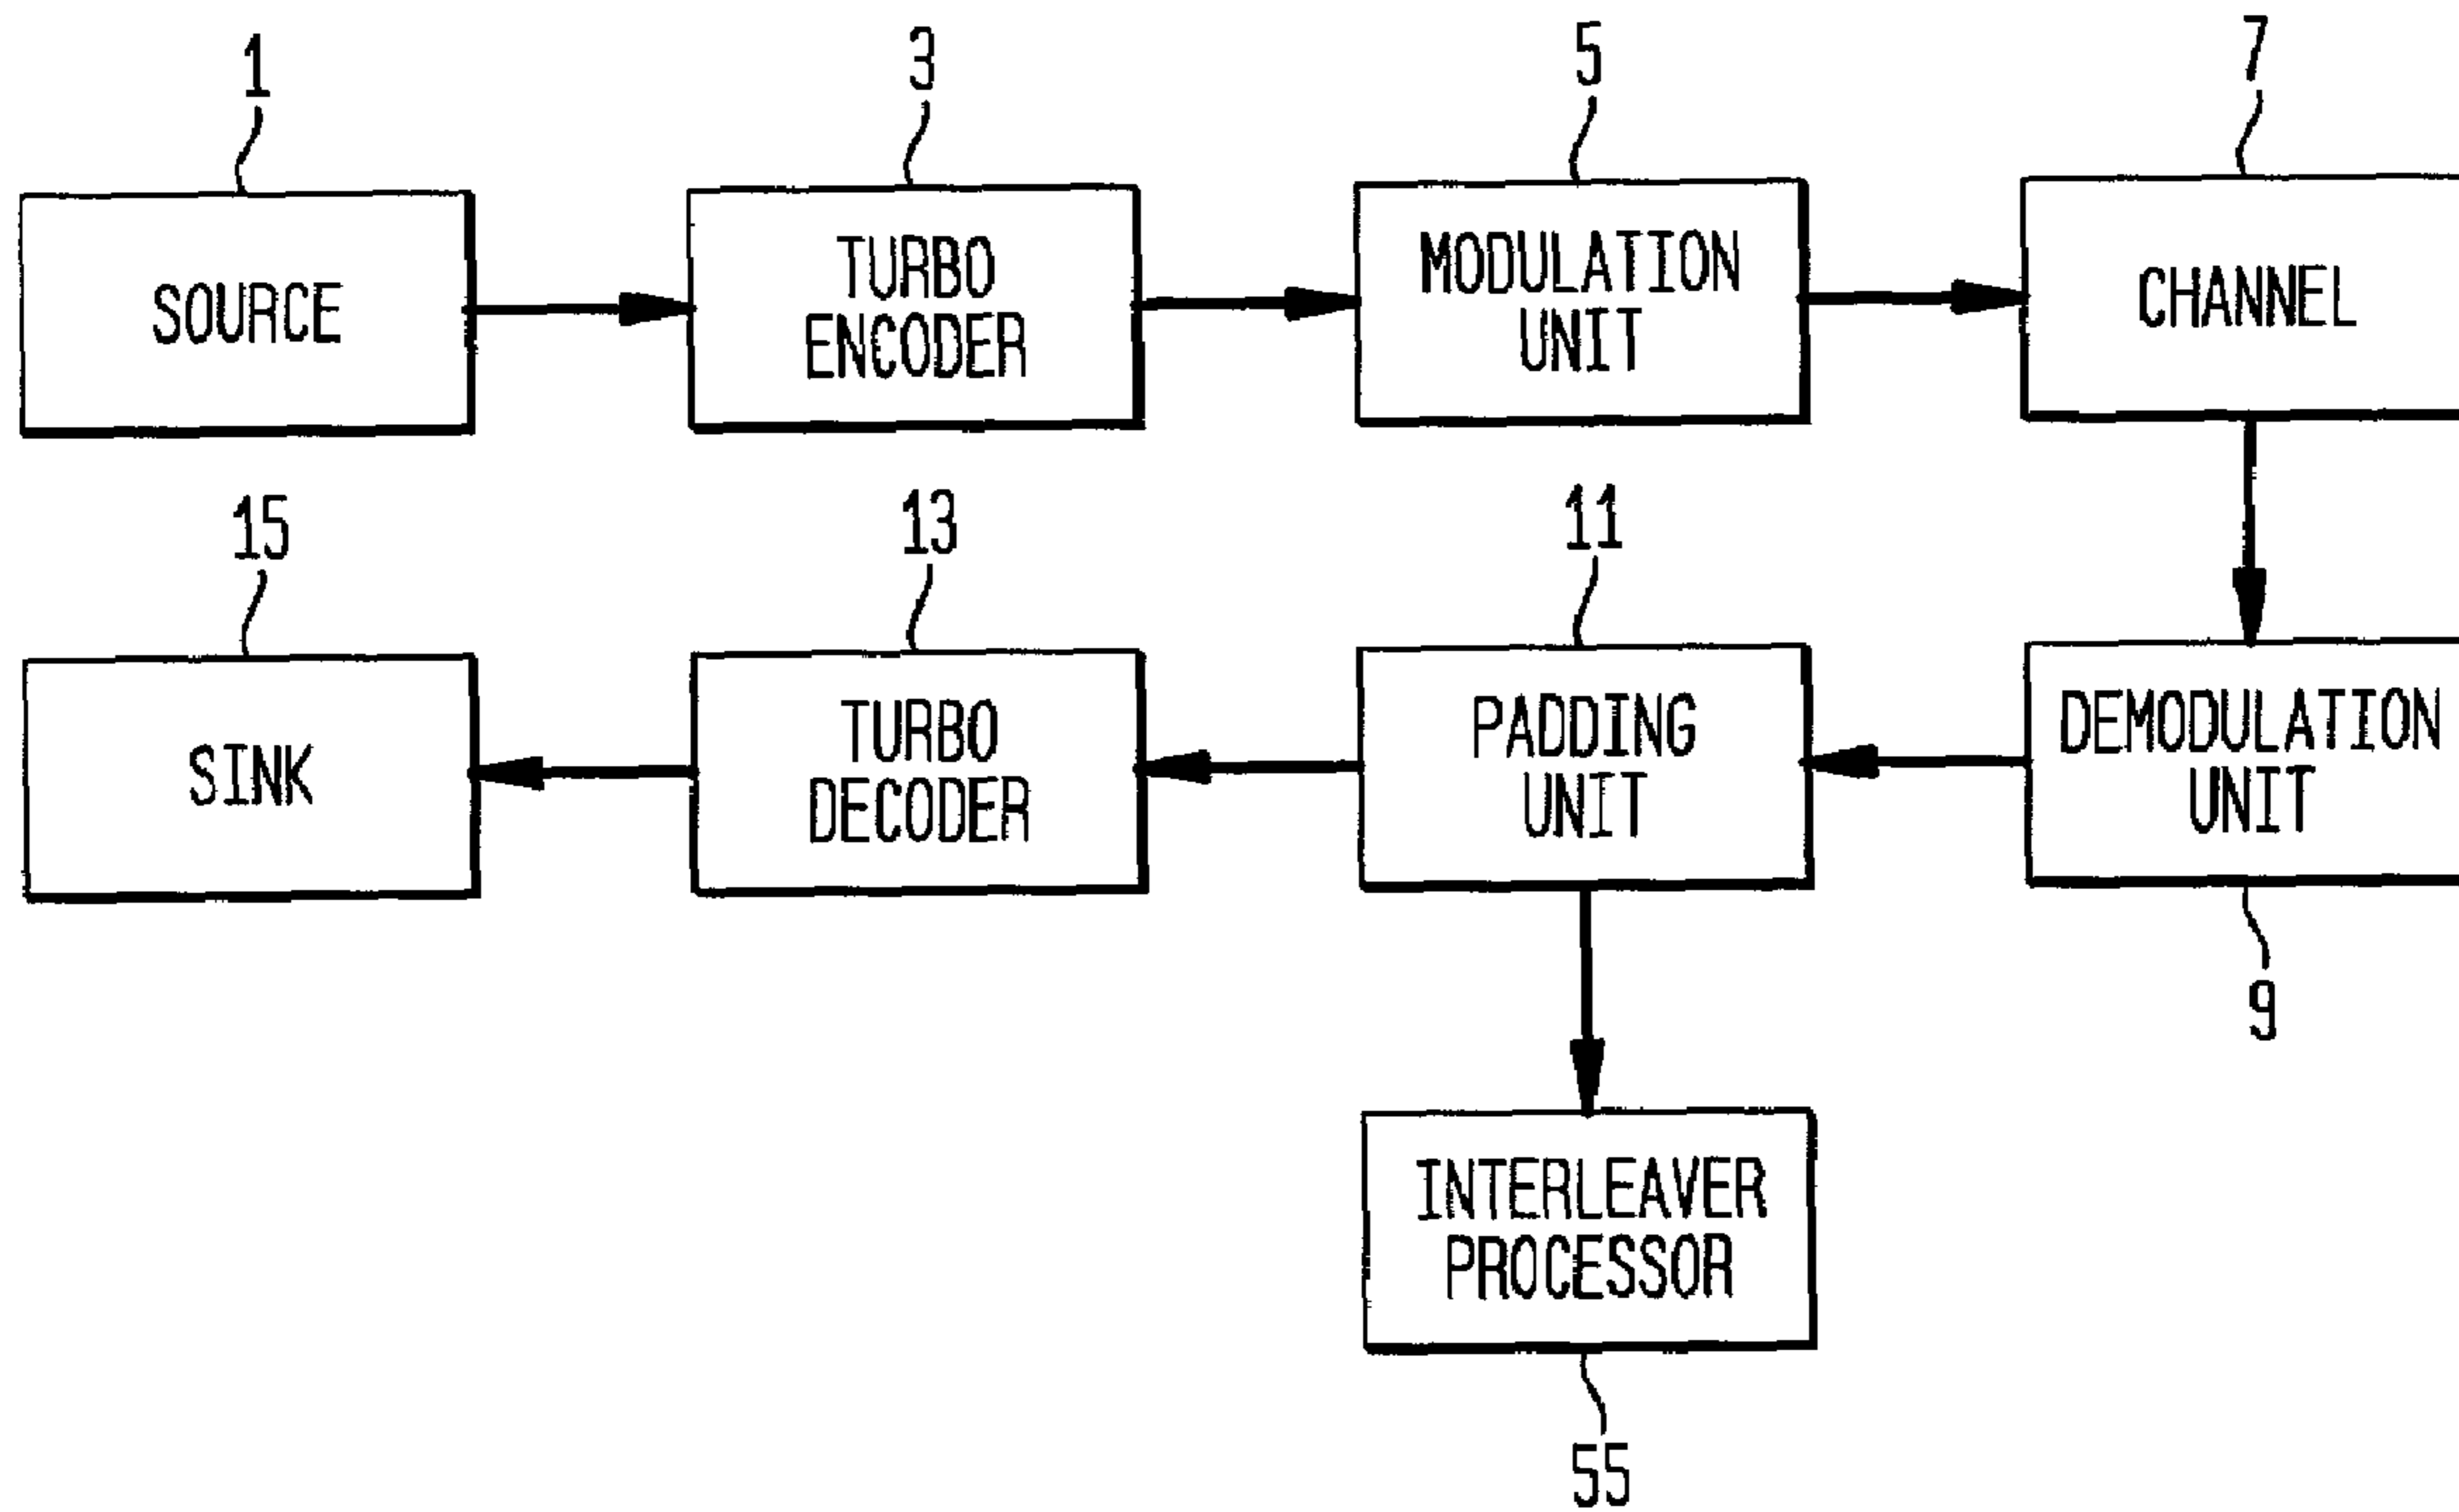 1
3
5
7
SOURCE
TURBO
ENCODER
MODULATION
UNIT
CHANNEL
15
13
11
SINK
TURBO
DECODER
PADDING
UNIT
DEMODULATION
UNIT
9
INTERLEAVER
PROCESSOR
55